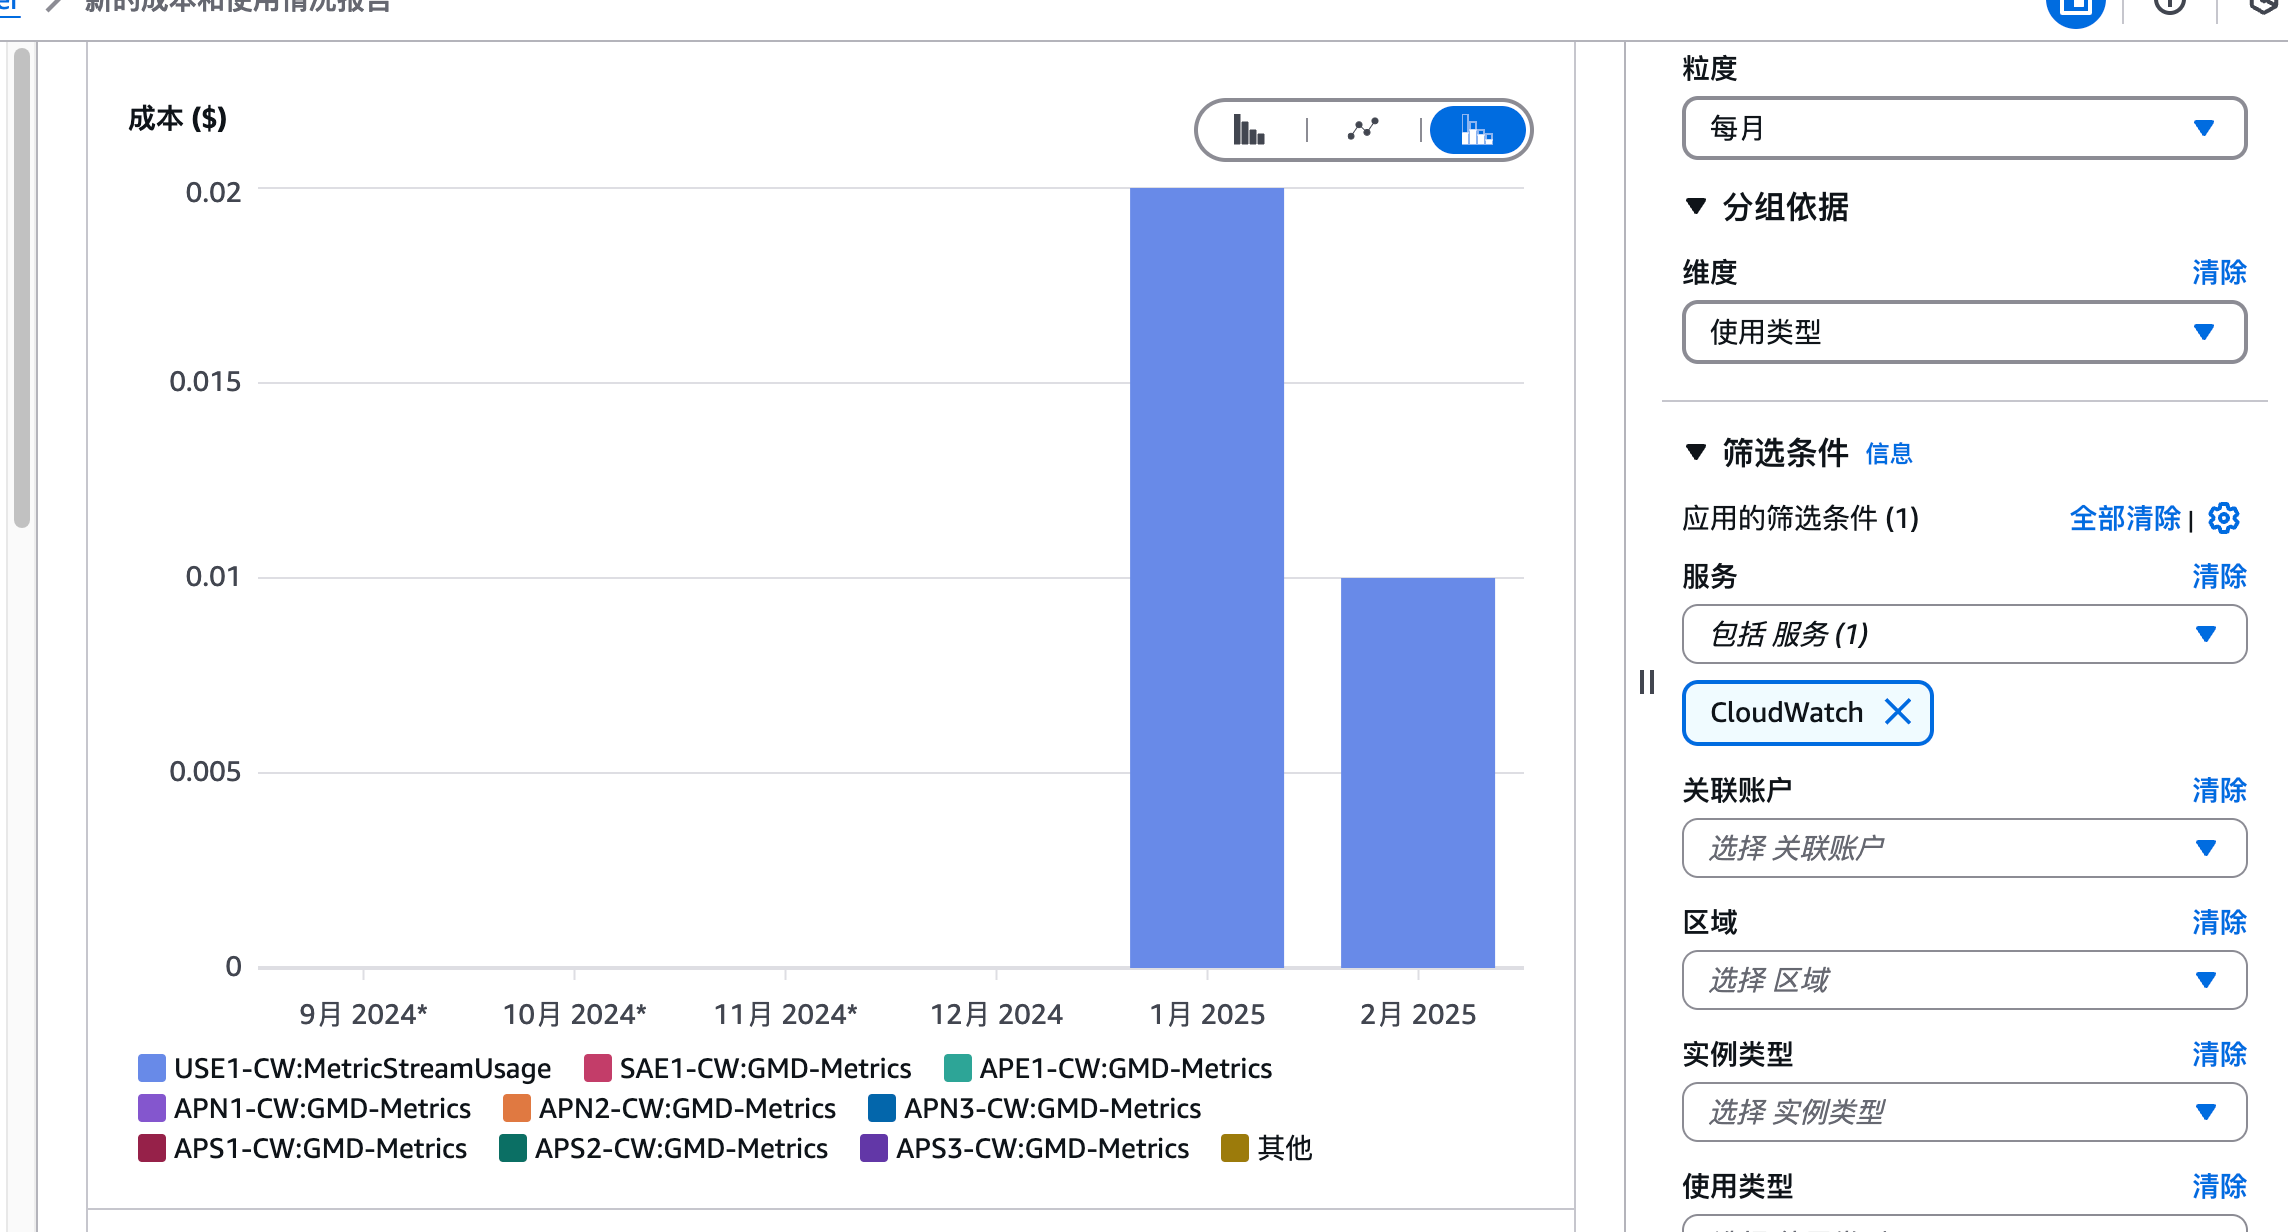 新的成本和使用情况报告
成本 ($)
0.02
0.015
0.01
0.005
0
9月 2024* 10月 2024* 11月 2024* 12月 2024 1月 2025 2月 2025
USE1-CW:MetricStreamUsage SAE1-CW:GMD-Metrics APE1-CW:GMD-Metrics
APN1-CW:GMD-Metrics APN2-CW:GMD-Metrics APN3-CW:GMD-Metrics
APS1-CW:GMD-Metrics APS2-CW:GMD-Metrics APS3-CW:GMD-Metrics 其他
粒度
每月
分组依据
维度 清除
使用类型
筛选条件 信息
应用的筛选条件 (1) 全部清除
服务 清除
包括 服务 (1)
CloudWatch
关联账户 清除
选择 关联账户
区域 清除
选择 区域
实例类型 清除
选择 实例类型
使用类型 清除